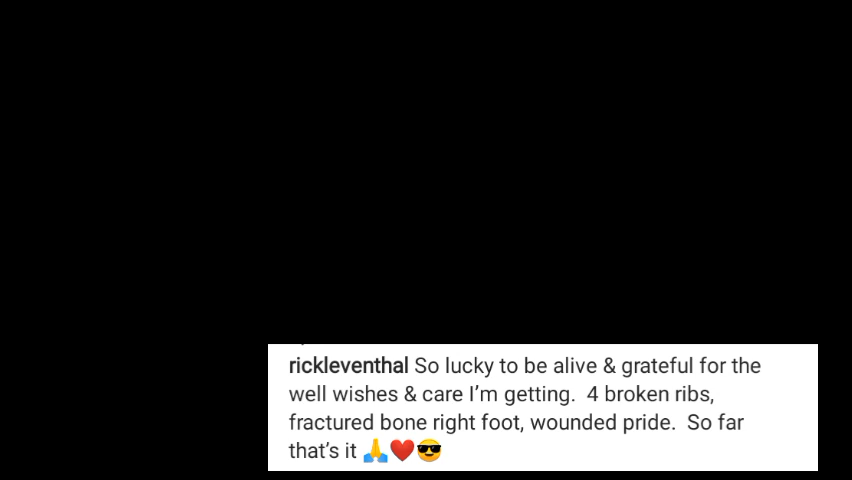 rickleventhal So lucky to be alive & grateful for the
well wishes & care I’m getting.  4 broken ribs,
fractured bone right foot, wounded pride.  So far
that’s it 🙏❤️😎